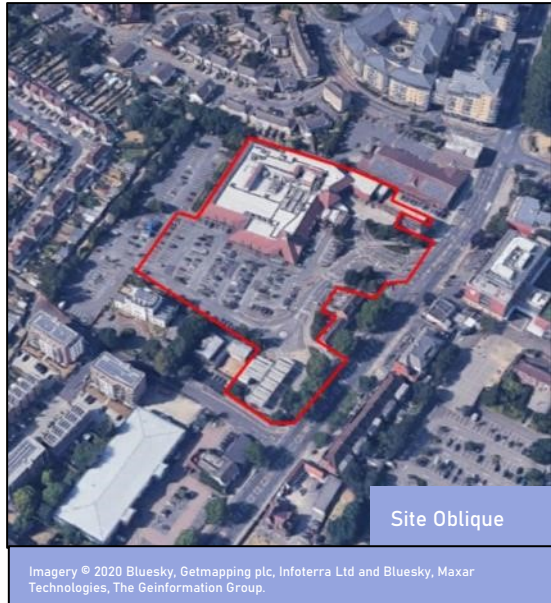 Site Oblique
Imagery © 2020 Bluesky, Getmapping plc, Infoterra Ltd and Bluesky, Maxar
Technologies, The Geinformation Group.